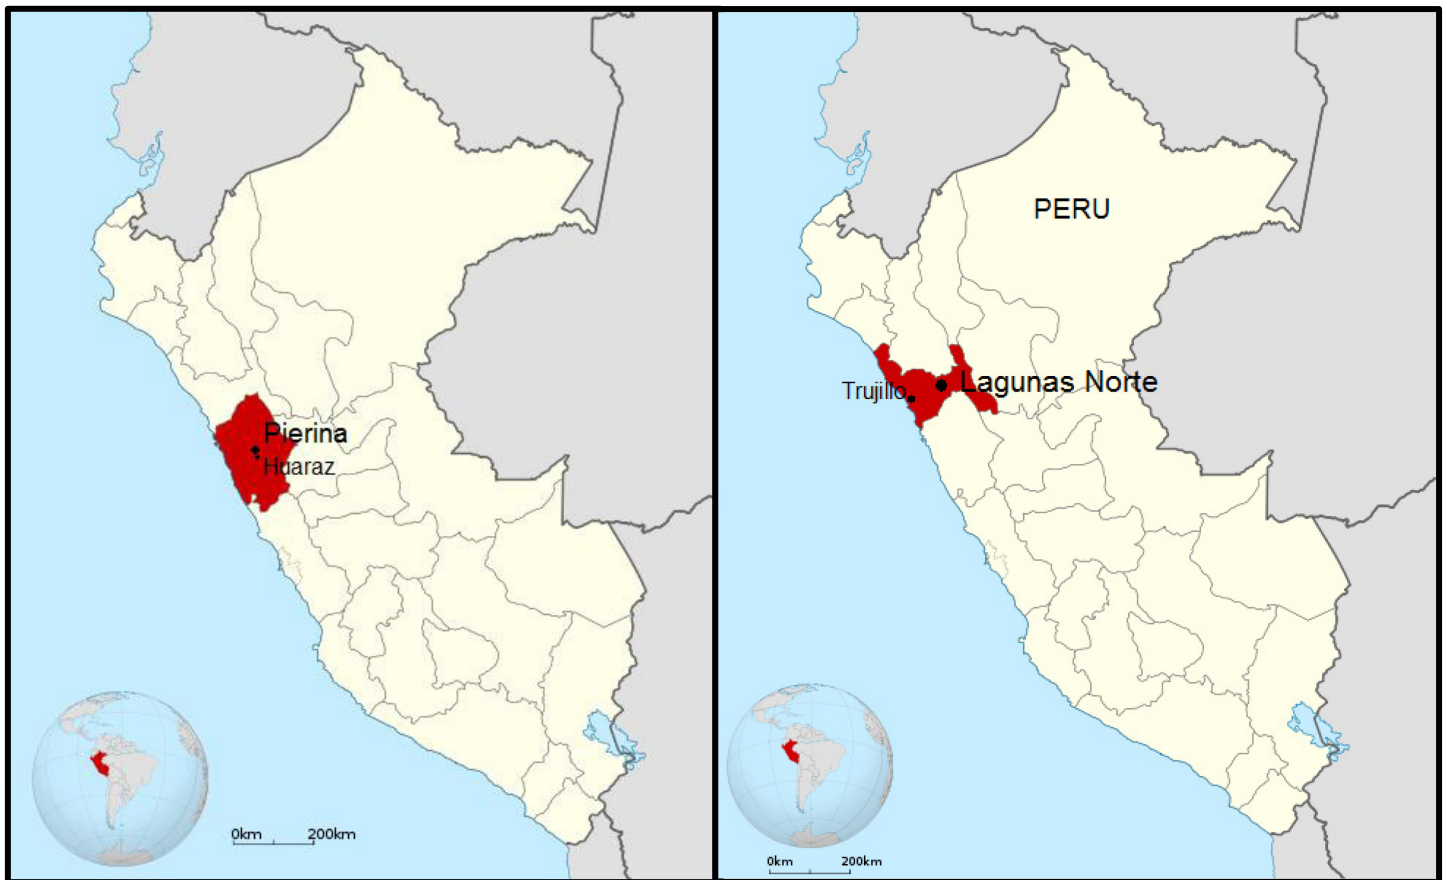 Pierina
Huaraz
0km 200km
PERU
Trujillo
Lagunas Norte
0km 200km